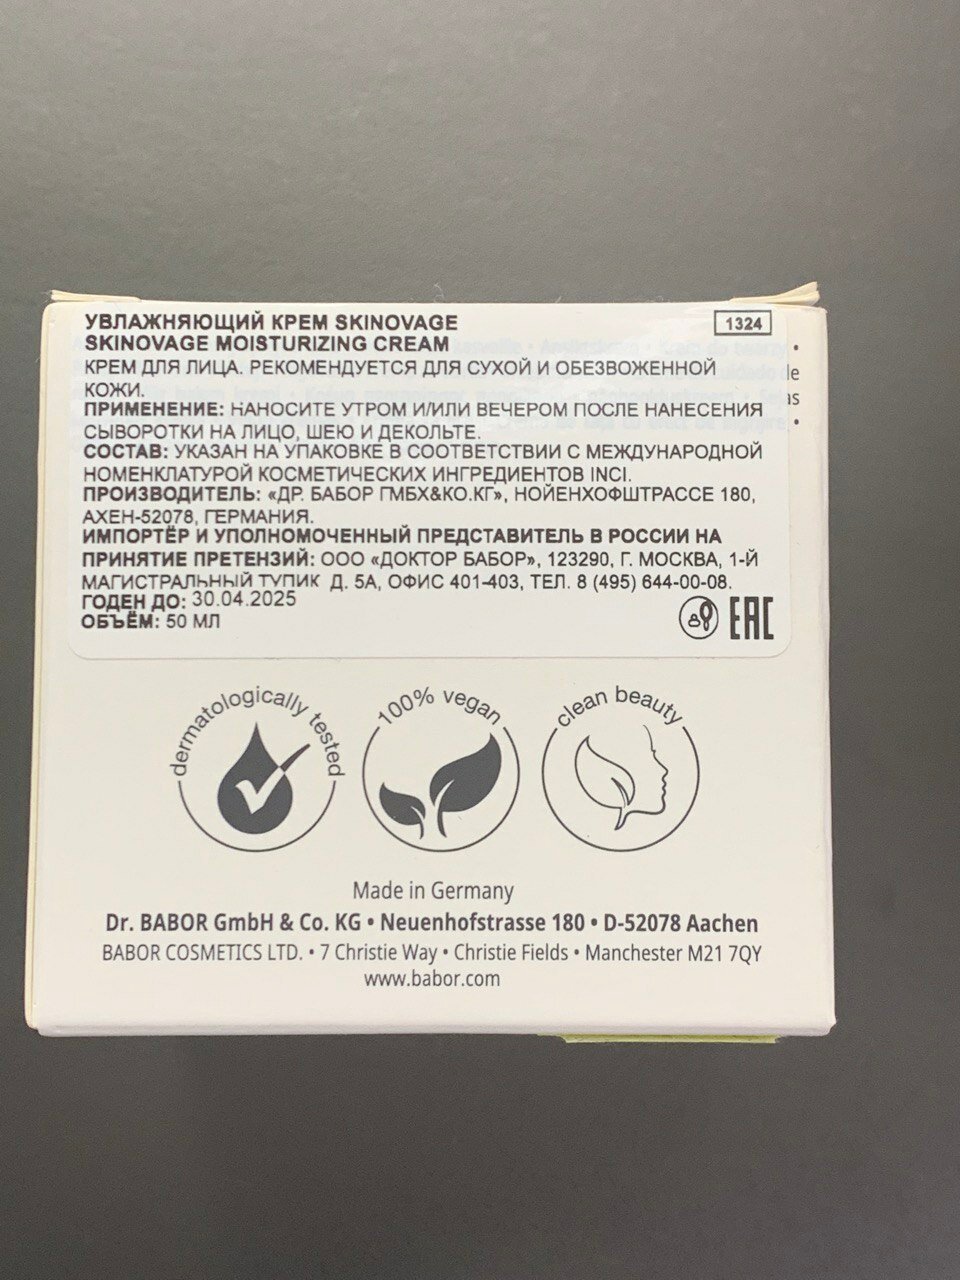 УВЛАЖНЯЮЩИЙ КРЕМ SKINOVAGE
1324
SKINOVAGE MOISTURIZING CREAM
КРЕМ ДЛЯ ЛИЦА. РЕКОМЕНДУЕТСЯ ДЛЯ СУХОЙ И ОБЕЗВОЖЕННОЙ
КОЖИ.
ПРИМЕНЕНИЕ: НАНОСИТЕ УТРОМ И/ИЛИ ВЕЧЕРОМ ПОСЛЕ НАНЕСЕНИЯ
СЫВОРОТКИ НА ЛИЦО, ШЕЮ И ДЕКОЛЬТЕ.
СОСТАВ: УКАЗАН НА УПАКОВКЕ В СООТВЕТСТВИИ С МЕЖДУНАРОДНОЙ
НОМЕНКЛАТУРОЙ КОСМЕТИЧЕСКИХ ИНГРЕДИЕНТОВ INCI.
ПРОИЗВОДИТЕЛЬ: «ДР. БАБОР ГМБХ&КО.КГ», НОЙЕНХОФШТРАССЕ 180,
АХЕН-52078, ГЕРМАНИЯ.
ИМПОРТЁР И УПОЛНОМОЧЕННЫЙ ПРЕДСТАВИТЕЛЬ В РОССИИ НА
ПРИНЯТИЕ ПРЕТЕНЗИЙ: ООО «ДОКТОР БАБОР», 123290, Г. МОСКВА, 1-Й
МАГИСТРАЛЬНЫЙ ТУПИК Д. 5А, ОФИС 401-403, ТЕЛ. 8 (495) 644-00-08.
ГОДЕН ДО: 30.04.2025
ОБЪЁМ: 50 МЛ
EAC
dermatologically tested
100% vegan
clean beauty
Made in Germany
Dr. BABOR GmbH & Co. KG • Neuenhofstrasse 180 • D-52078 Aachen
BABOR COSMETICS LTD. • 7 Christie Way • Christie Fields • Manchester M21 7QY
www.babor.com